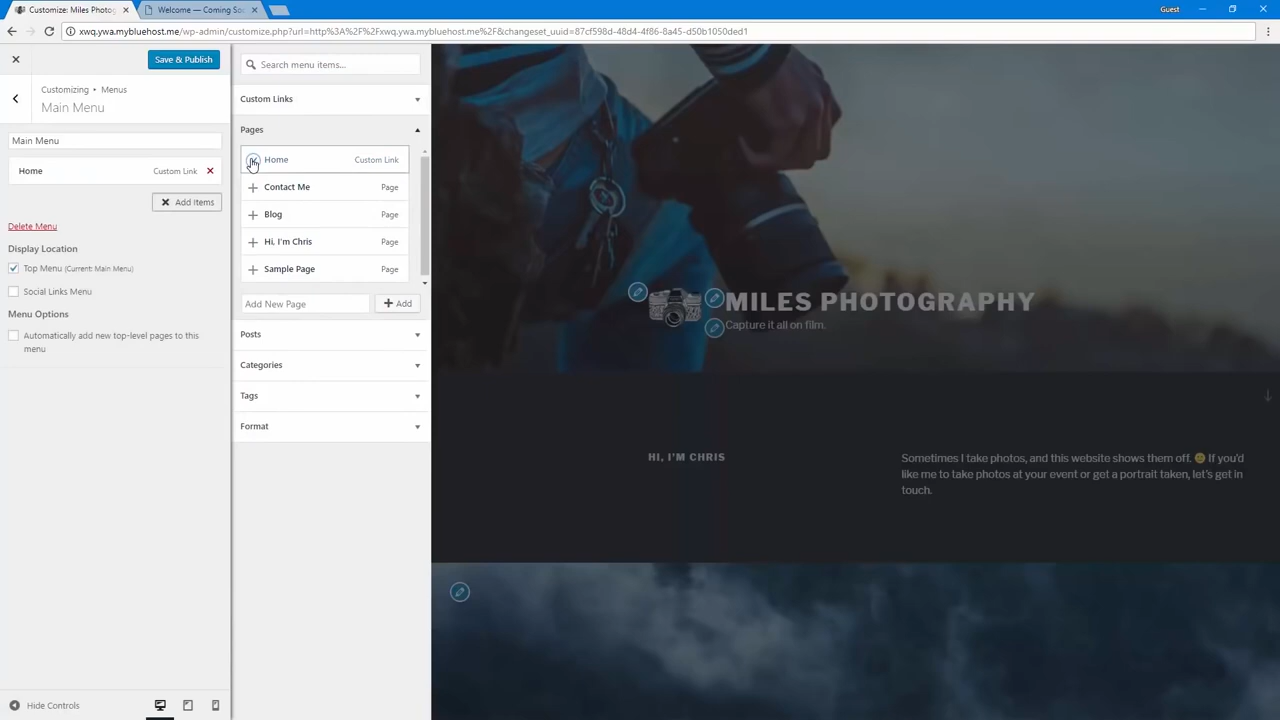 Customize: Miles Photog
Welcome — Coming Soo
Guest
xwq.ywa.mybluehost.me/wp-admin/customize.php?url=http%3A%2F%2Fxwq.ywa.mybluehost.me%2F&changeset_uuid=87cf598d-48d4-4f86-8a45-d50b1050ded1
Save & Publish
Customizing • Menus
Main Menu
Main Menu
Home Custom Link
Add Items
Delete Menu
Display Location
Top Menu (Current: Main Menu)
Social Links Menu
Menu Options
Automatically add new top-level pages to this
menu
Hide Controls
Search menu items...
Custom Links
Pages
Home Custom Link
Contact Me Page
Blog Page
Hi, I'm Chris Page
Sample Page Page
Add New Page
Add
Posts
Categories
Tags
Format
MILES PHOTOGRAPHY
Capture it all on film.
HI, I'M CHRIS
Sometimes I take photos, and this website shows them off. 🙂 If you'd
like me to take photos at your event or get a portrait taken, let's get in
touch.